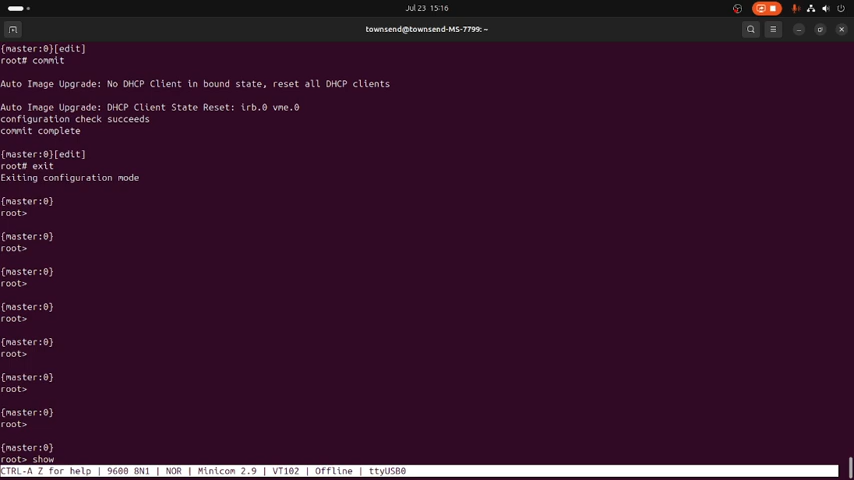 Jul 23 15:16
townsend@townsend-MS-7799: ~
{master:0}[edit]
root# commit
Auto Image Upgrade: No DHCP Client in bound state, reset all DHCP clients
Auto Image Upgrade: DHCP Client State Reset: irb.0 vme.0
configuration check succeeds
commit complete
{master:0}[edit]
root# exit
Exiting configuration mode
{master:0}
root>
{master:0}
root>
{master:0}
root>
{master:0}
root>
{master:0}
root>
{master:0}
root>
{master:0}
root>
{master:0}
root> show
CTRL-A Z for help | 9600 8N1 | NOR | Minicom 2.9 | VT102 | Offline | ttyUSB0